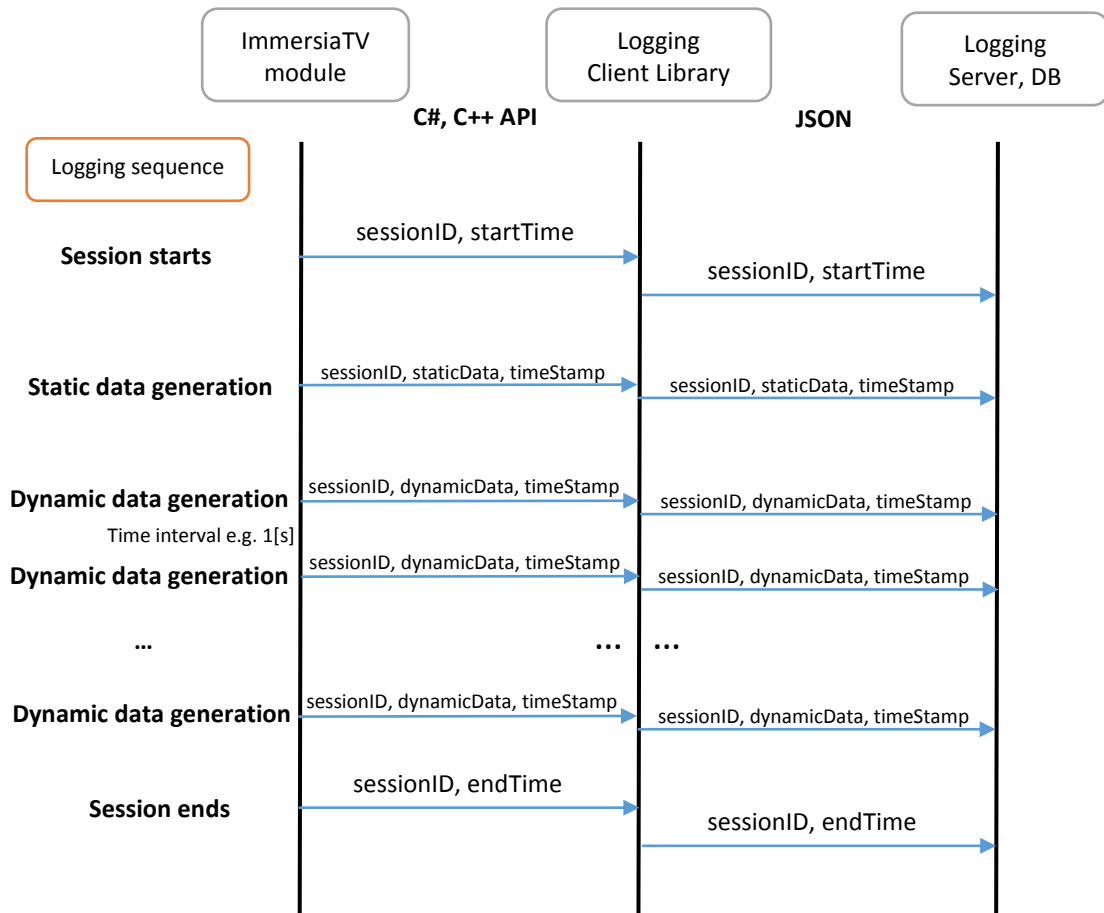 ImmersiaTV
module
Logging
Client Library
Logging
Server, DB
C#, C++ API
JSON
Logging sequence
sessionID, startTime
Session starts
sessionID, startTime
sessionID, staticData, timeStamp
Static data generation
sessionID, staticData, timeStamp
sessionID, dynamicData, timeStamp
Dynamic data generation
sessionID, dynamicData, timeStamp
Time interval e.g. 1[s]
sessionID, dynamicData, timeStamp
Dynamic data generation
sessionID, dynamicData, timeStamp
...
... ...
sessionID, dynamicData, timeStamp
Dynamic data generation
sessionID, dynamicData, timeStamp
sessionID, endTime
Session ends
sessionID, endTime